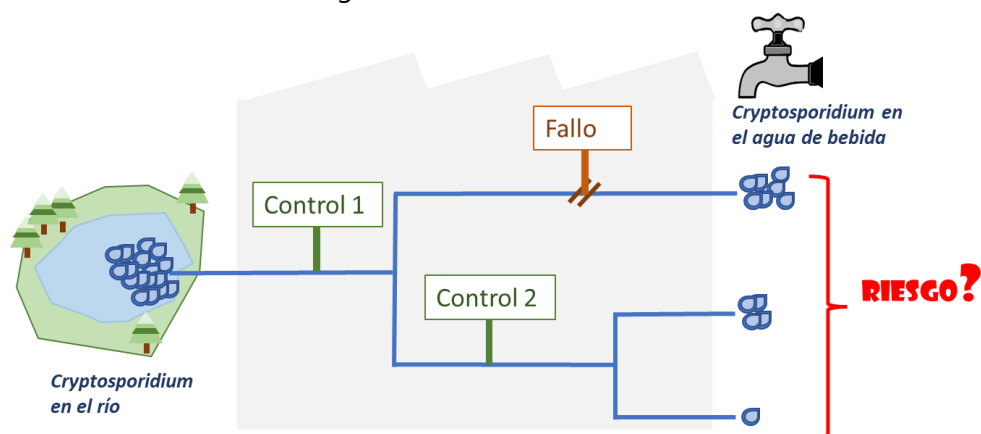 Fallo
Cryptosporidium en
el agua de bebida
Control 1
Control 2
RIESGO?
Cryptosporidium
en el río